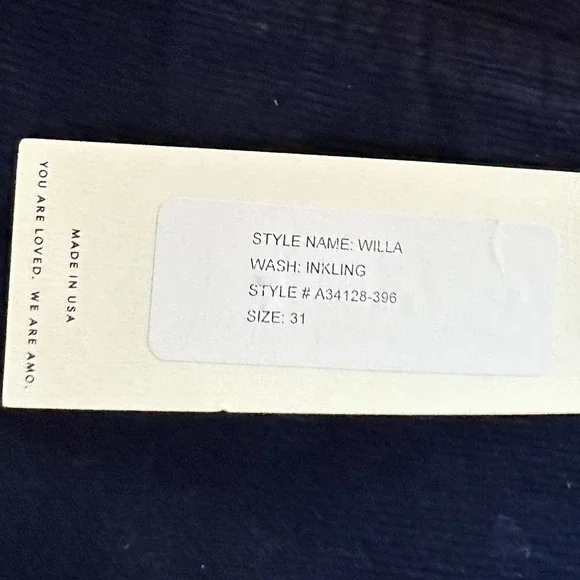 STYLE NAME: WILLA
WASH: INKLING
STYLE # A34128-396
SIZE: 31
MADE IN USA
YOU ARE LOVED. WE ARE AMO.